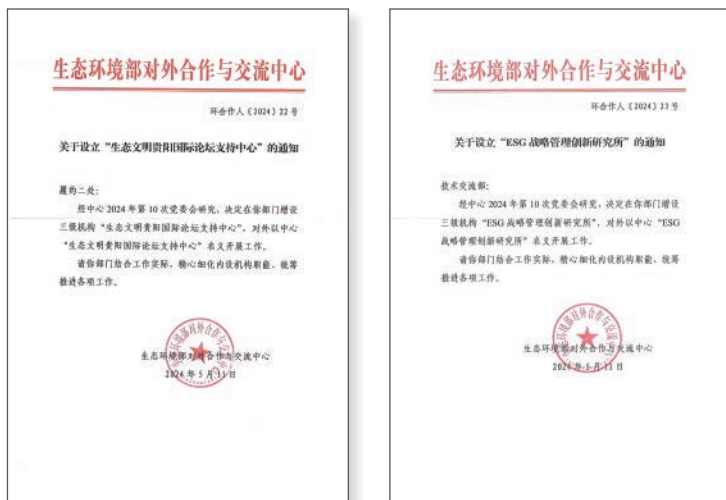 生态环境部对外合作与交流中心
环合作人〔2024〕22号
关于设立“生态文明贵阳国际论坛支持中心”的通知
履约二处：
经中心2024年第10次党委会研究，决定在你部门增设
三级机构“生态文明贵阳国际论坛支持中心”，对外以中心
“生态文明贵阳国际论坛支持中心”名义开展工作。
请你部门结合工作实际，精心细化内设机构职能，统筹
推进各项工作。
生态环境部对外合作与交流中心
2024年5月11日
生态环境部对外合作与交流中心
环合作人〔2024〕23号
关于设立“ESG战略管理创新研究所”的通知
技术交流部：
经中心2024年第10次党委会研究，决定在你部门增设
三级机构“ESG战略管理创新研究所”，对外以中心“ESG
战略管理创新研究所”名义开展工作。
请你部门结合工作实际，精心细化内设机构职能，统筹
推进各项工作。
生态环境部对外合作与交流中心
2024年5月11日